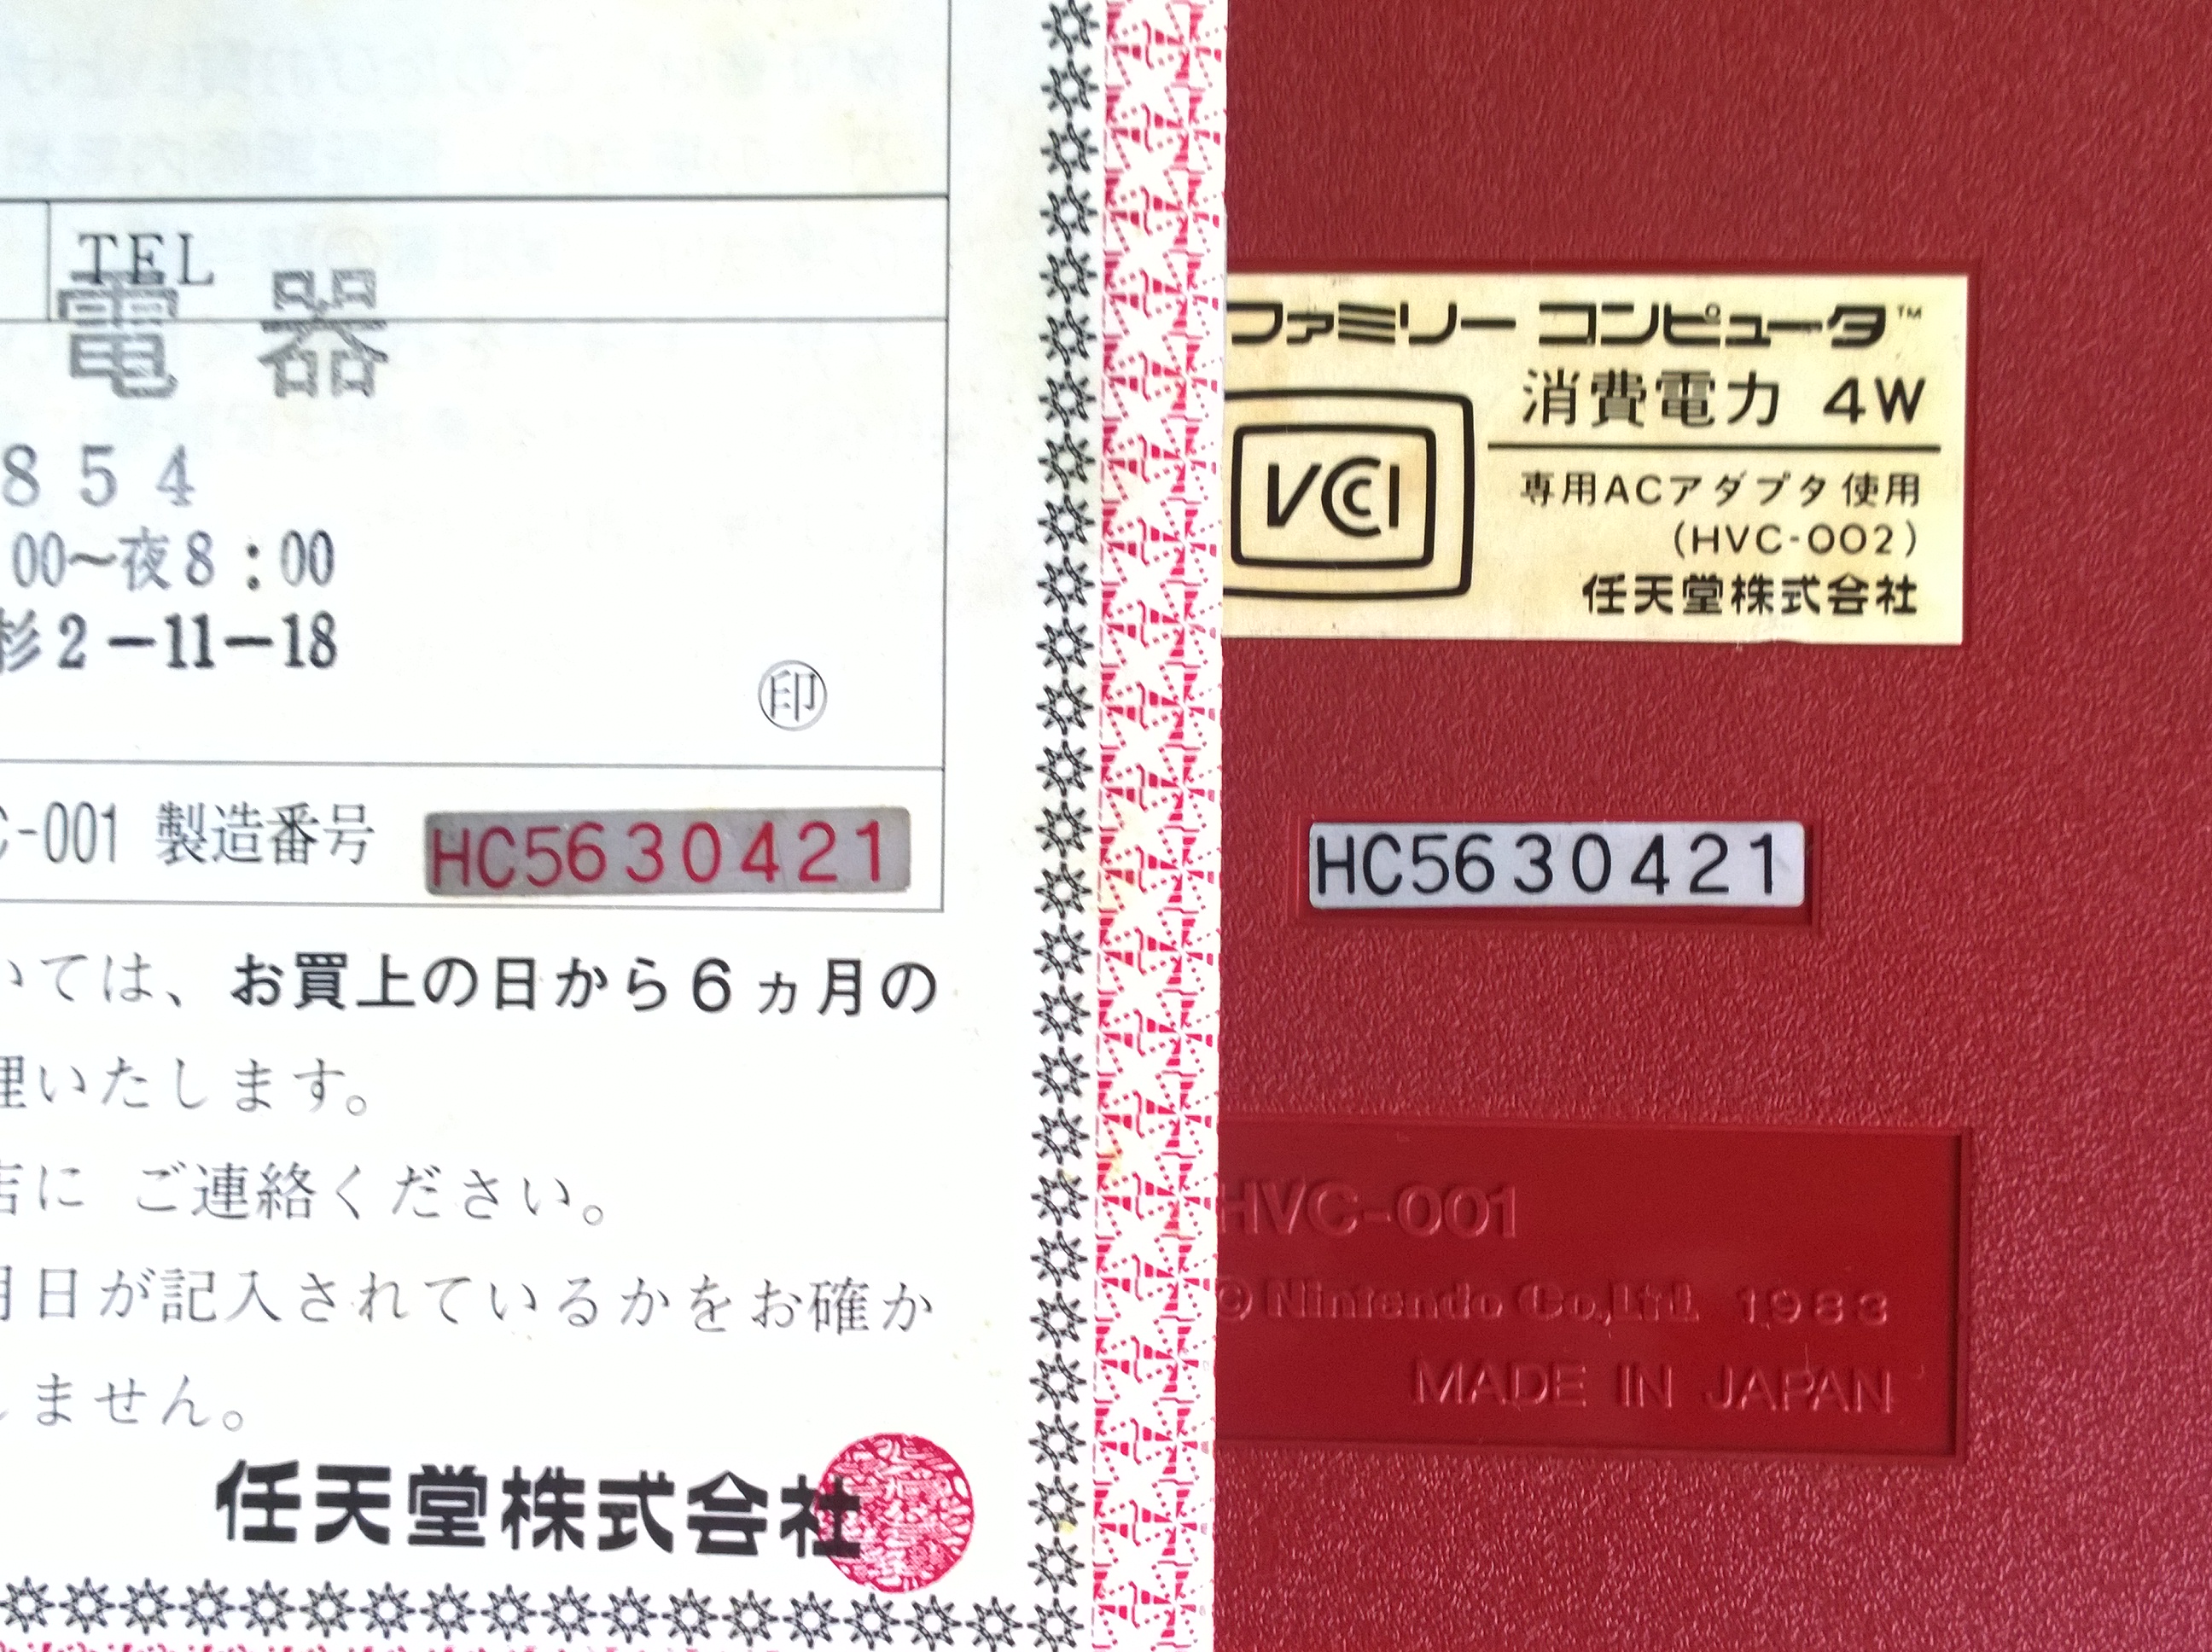 TEL
電器
854
00〜夜8:00
杉2-11-18
印
-001 製造番号 HC5630421
いては、お買上の日から6ヵ月の
理いたします。
店に ご連絡ください。
月日が記入されているかをお確か
しません。
任天堂株式会社
ファミリー コンピュータ™
消費電力 4W
VCCI
専用ACアダプタ使用
(HVC-002)
任天堂株式会社
HC5630421
HVC-001
© Nintendo Co.,Ltd. 1983
MADE IN JAPAN